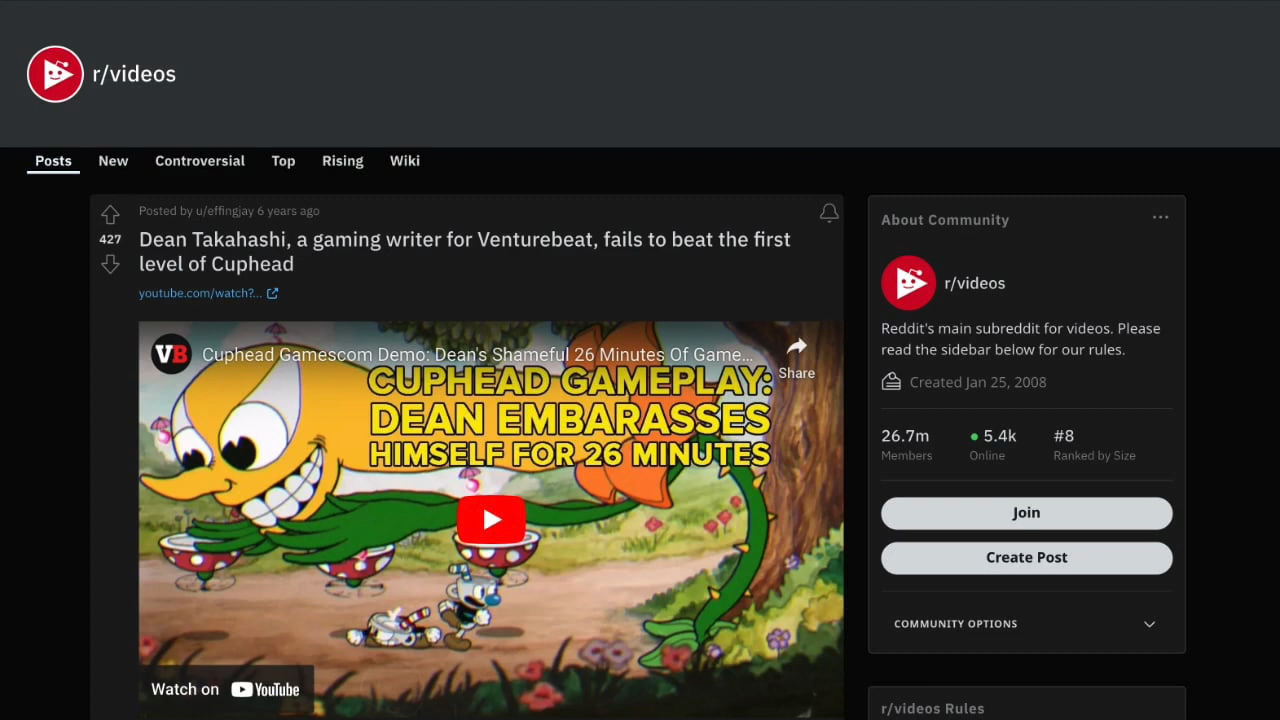 r/videos
Posts New Controversial Top Rising Wiki
Posted by u/effingjay 6 years ago
427
Dean Takahashi, a gaming writer for Venturebeat, fails to beat the first
level of Cuphead
youtube.com/watch?...
VB
Cuphead Gamescom Demo: Dean's Shameful 26 Minutes Of Game...
Share
CUPHEAD GAMEPLAY:
DEAN EMBARASSES
HIMSELF FOR 26 MINUTES
Watch on YouTube
About Community
r/videos
Reddit's main subreddit for videos. Please
read the sidebar below for our rules.
Created Jan 25, 2008
26.7m 5.4k #8
Members Online Ranked by Size
Join
Create Post
COMMUNITY OPTIONS
r/videos Rules